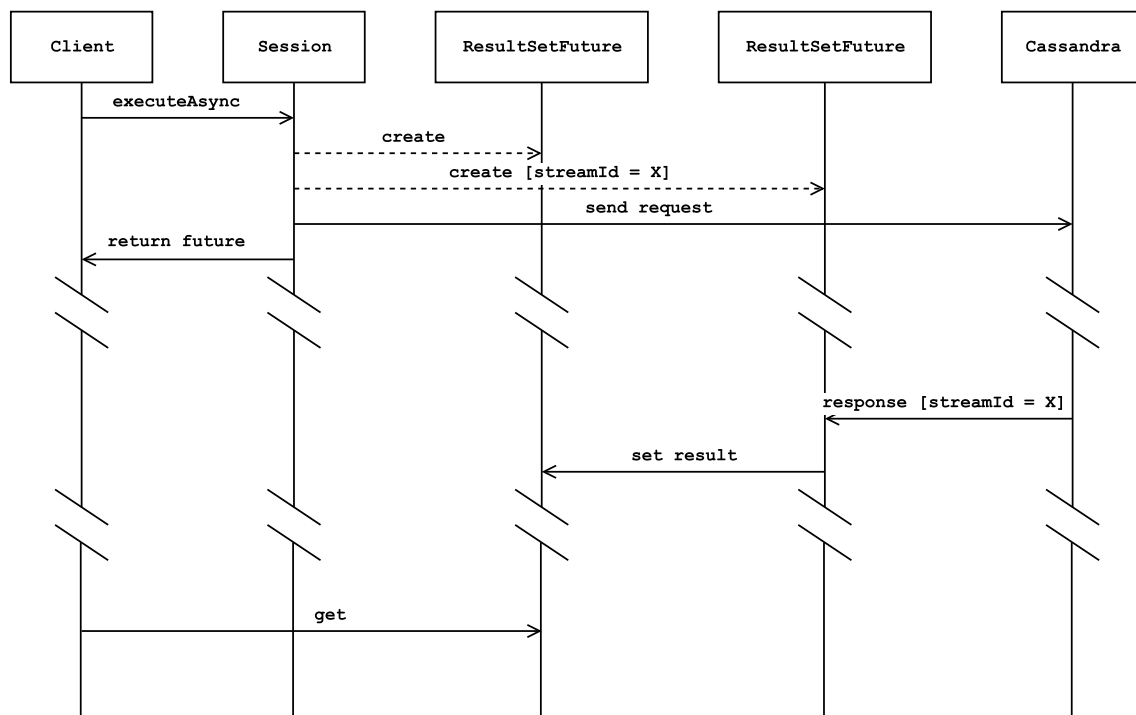 Client
Session
ResultSetFuture
ResultSetFuture
Cassandra
executeAsync
create
create [streamId = X]
send request
return future
response [streamId = X]
set result
get